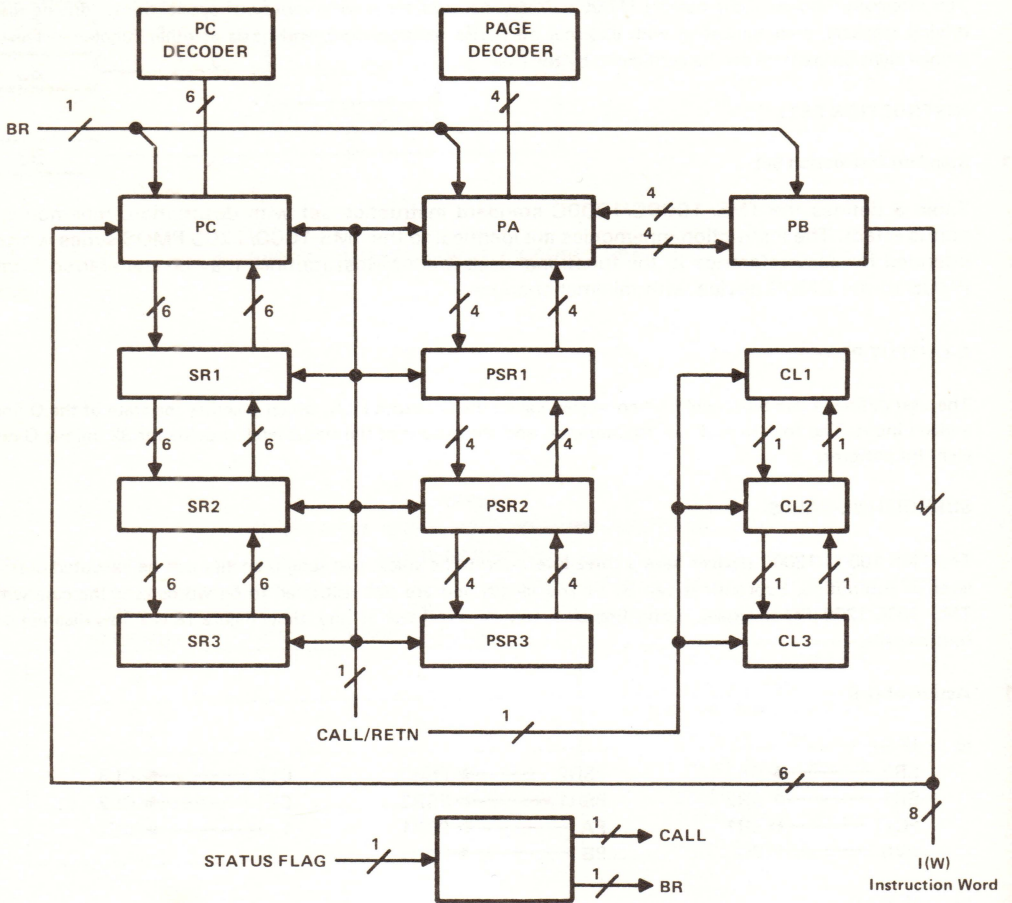 PC
DECODER
PAGE
DECODER
6
4
1
BR
4
PC
PA
PB
4
6
6
4
4
SR1
PSR1
CL1
6
6
4
4
1
1
SR2
PSR2
CL2
4
6
6
4
4
1
1
SR3
PSR3
CL3
1
CALL/RETN
1
6
8
1
CALL
STATUS FLAG
1
1
BR
I(W)
Instruction Word